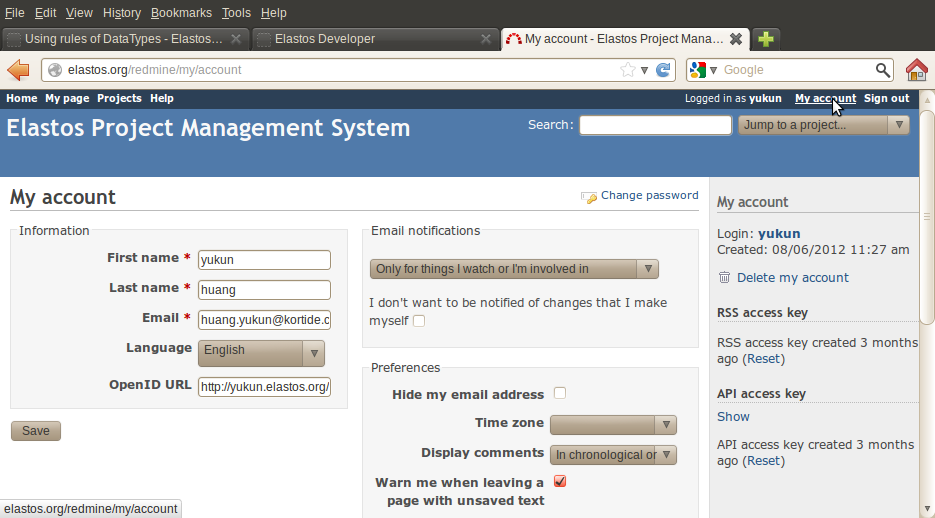 File Edit View History Bookmarks Tools Help
Using rules of DataTypes - Elastos... Elastos Developer My account - Elastos Project Mana...
elastos.org/redmine/my/account Google
Home My page Projects Help Logged in as yukun My account Sign out
Elastos Project Management System
Search: Jump to a project...
My account
Change password
Information
First name * yukun
Last name * huang
Email * huang.yukun@kortide.c
Language English
OpenID URL http://yukun.elastos.org/
Save
Email notifications
Only for things I watch or I'm involved in
I don't want to be notified of changes that I make
myself
Preferences
Hide my email address
Time zone
Display comments In chronological or
Warn me when leaving a
page with unsaved text
My account
Login: yukun
Created: 08/06/2012 11:27 am
Delete my account
RSS access key
RSS access key created 3 months
ago (Reset)
API access key
Show
API access key created 3 months
ago (Reset)
elastos.org/redmine/my/account